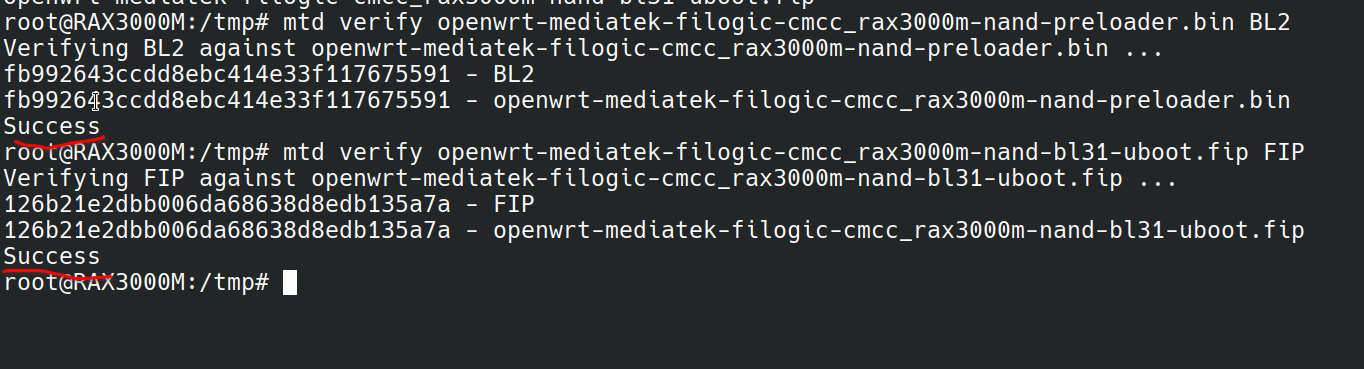 openwrt-mediatek-filogic-cmcc_rax3000m-nand-bl31-uboot.fip
root@RAX3000M:/tmp# mtd verify openwrt-mediatek-filogic-cmcc_rax3000m-nand-preloader.bin BL2
Verifying BL2 against openwrt-mediatek-filogic-cmcc_rax3000m-nand-preloader.bin ...
fb992643ccdd8ebc414e33f117675591 - BL2
fb992643ccdd8ebc414e33f117675591 - openwrt-mediatek-filogic-cmcc_rax3000m-nand-preloader.bin
Success
root@RAX3000M:/tmp# mtd verify openwrt-mediatek-filogic-cmcc_rax3000m-nand-bl31-uboot.fip FIP
Verifying FIP against openwrt-mediatek-filogic-cmcc_rax3000m-nand-bl31-uboot.fip ...
126b21e2dbb006da68638d8edb135a7a - FIP
126b21e2dbb006da68638d8edb135a7a - openwrt-mediatek-filogic-cmcc_rax3000m-nand-bl31-uboot.fip
Success
root@RAX3000M:/tmp#